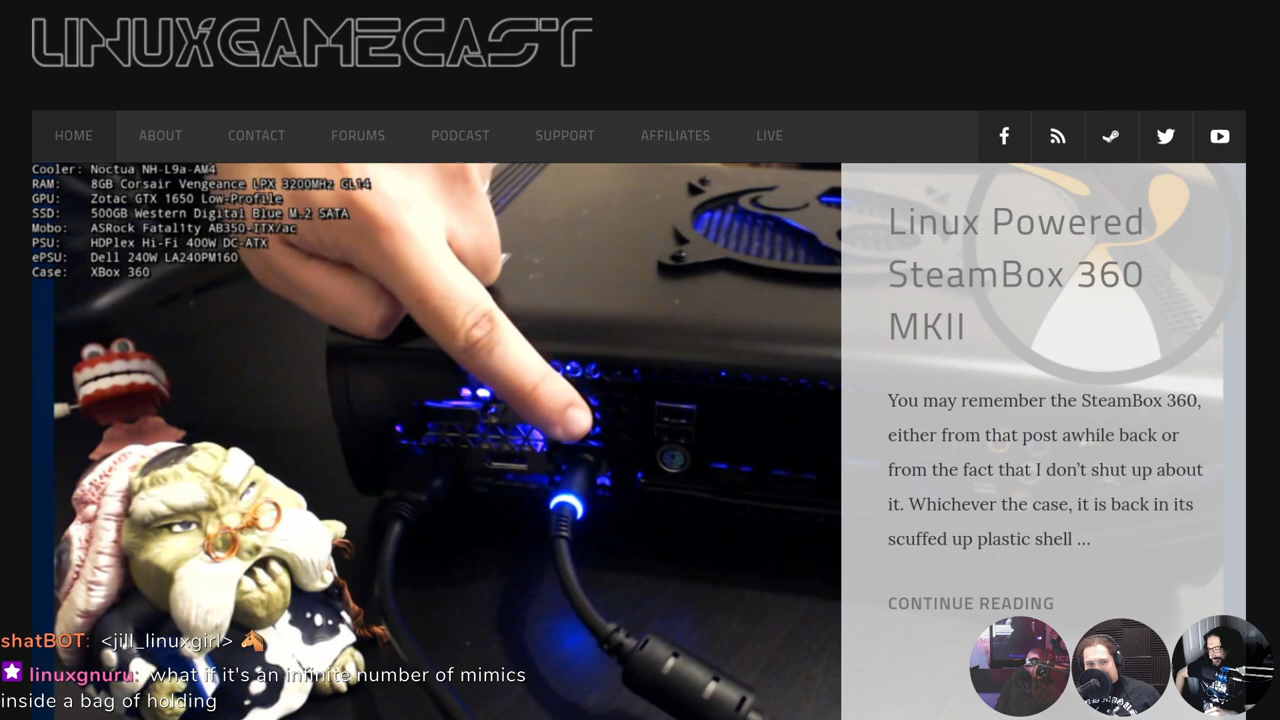 LINUXGAMECAST
HOME ABOUT CONTACT FORUMS PODCAST SUPPORT AFFILIATES LIVE
Cooler: Noctua NH-L9a-AM4
RAM: 8GB Corsair Vengeance LPX 3200MHz CL14
GPU: Zotac GTX 1650 Low-Profile
SSD: 500GB Western Digital Blue M.2 SATA
Mobo: ASRock Fatal1ty AB350-ITX/ac
PSU: HDPlex Hi-Fi 400W DC-ATX
ePSU: Dell 240W LA240PM160
Case: XBox 360
Linux Powered
SteamBox 360
MKII
You may remember the SteamBox 360,
either from that post awhile back or
from the fact that I don’t shut up about
it. Whichever the case, it is back in its
scuffed up plastic shell …
CONTINUE READING
shatBOT: <jill_linuxgirl> 🐴
linuxgnuru: what if it's an infinite number of mimics
inside a bag of holding